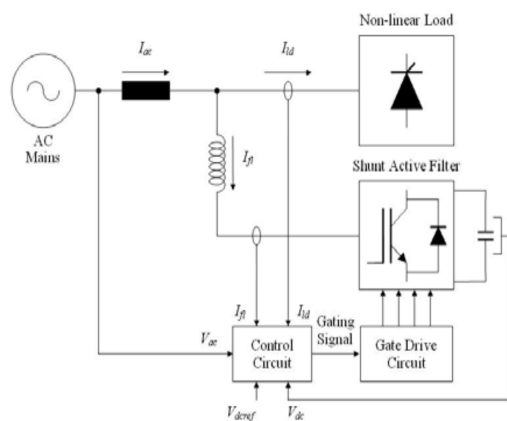 Non-linear Load
I_ac
I_ld
AC
Mains
Shunt Active Filter
I_fl
I_fl
I_ld
Gating
Signal
V_ac
Control
Circuit
Gate Drive
Circuit
V_dcref
V_dc